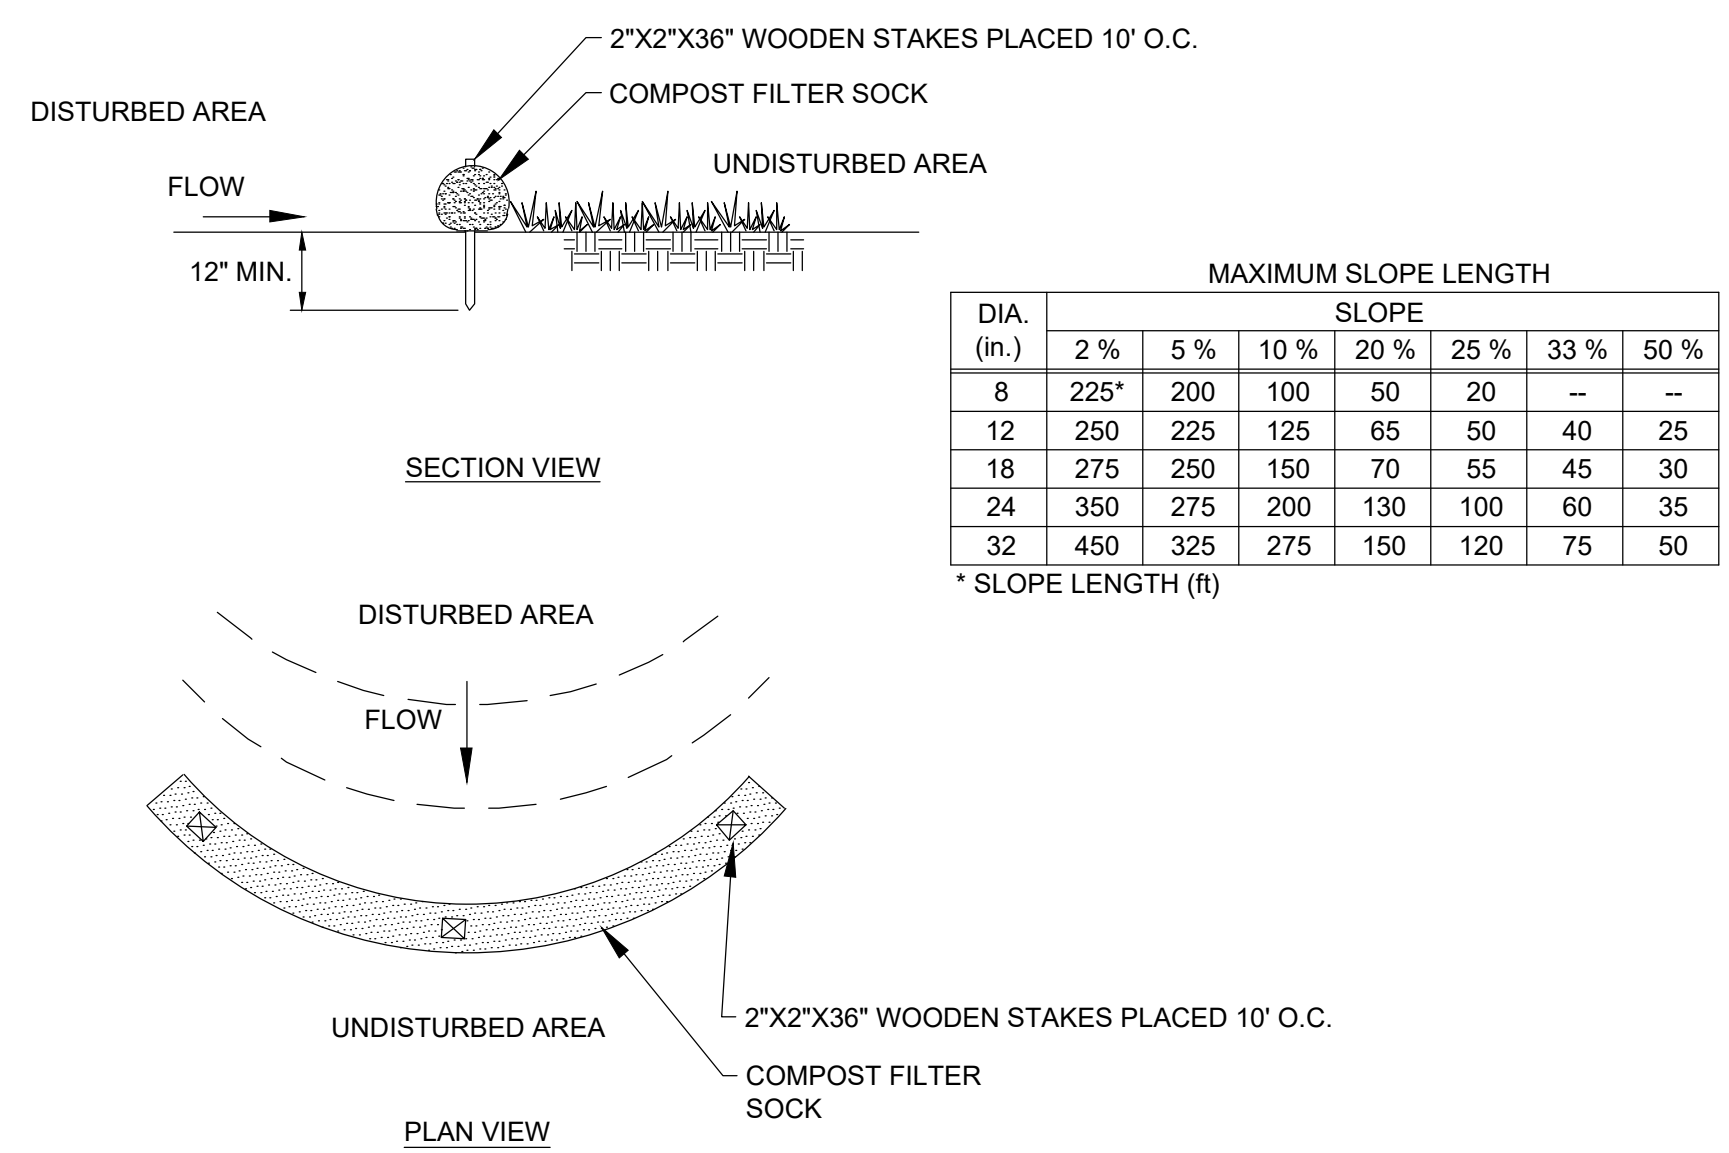 2"X2"X36" WOODEN STAKES PLACED 10' O.C.
COMPOST FILTER SOCK
DISTURBED AREA
UNDISTURBED AREA
FLOW
12" MIN.
SECTION VIEW
MAXIMUM SLOPE LENGTH
DIA. (in.) SLOPE
2 % 5 % 10 % 20 % 25 % 33 % 50 %
8 225* 200 100 50 20 -- --
12 250 225 125 65 50 40 25
18 275 250 150 70 55 45 30
24 350 275 200 130 100 60 35
32 450 325 275 150 120 75 50
* SLOPE LENGTH (ft)
DISTURBED AREA
FLOW
UNDISTURBED AREA
2"X2"X36" WOODEN STAKES PLACED 10' O.C.
COMPOST FILTER
SOCK
PLAN VIEW